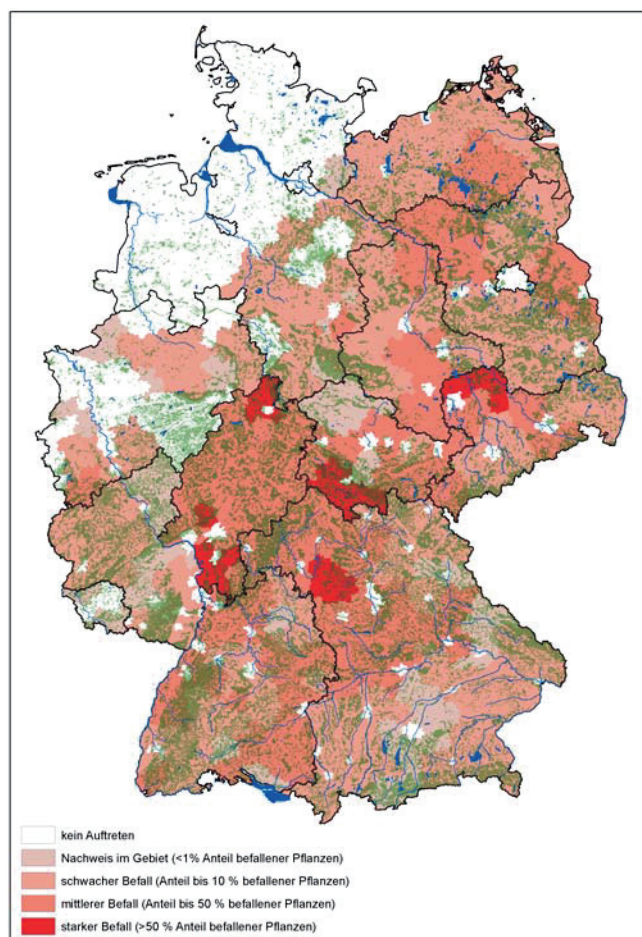 kein Auftreten
Nachweis im Gebiet (<1% Anteil befallener Pflanzen)
schwacher Befall (Anteil bis 10 % befallener Pflanzen)
mittlerer Befall (Anteil bis 50 % befallener Pflanzen)
starker Befall (>50 % Anteil befallener Pflanzen)